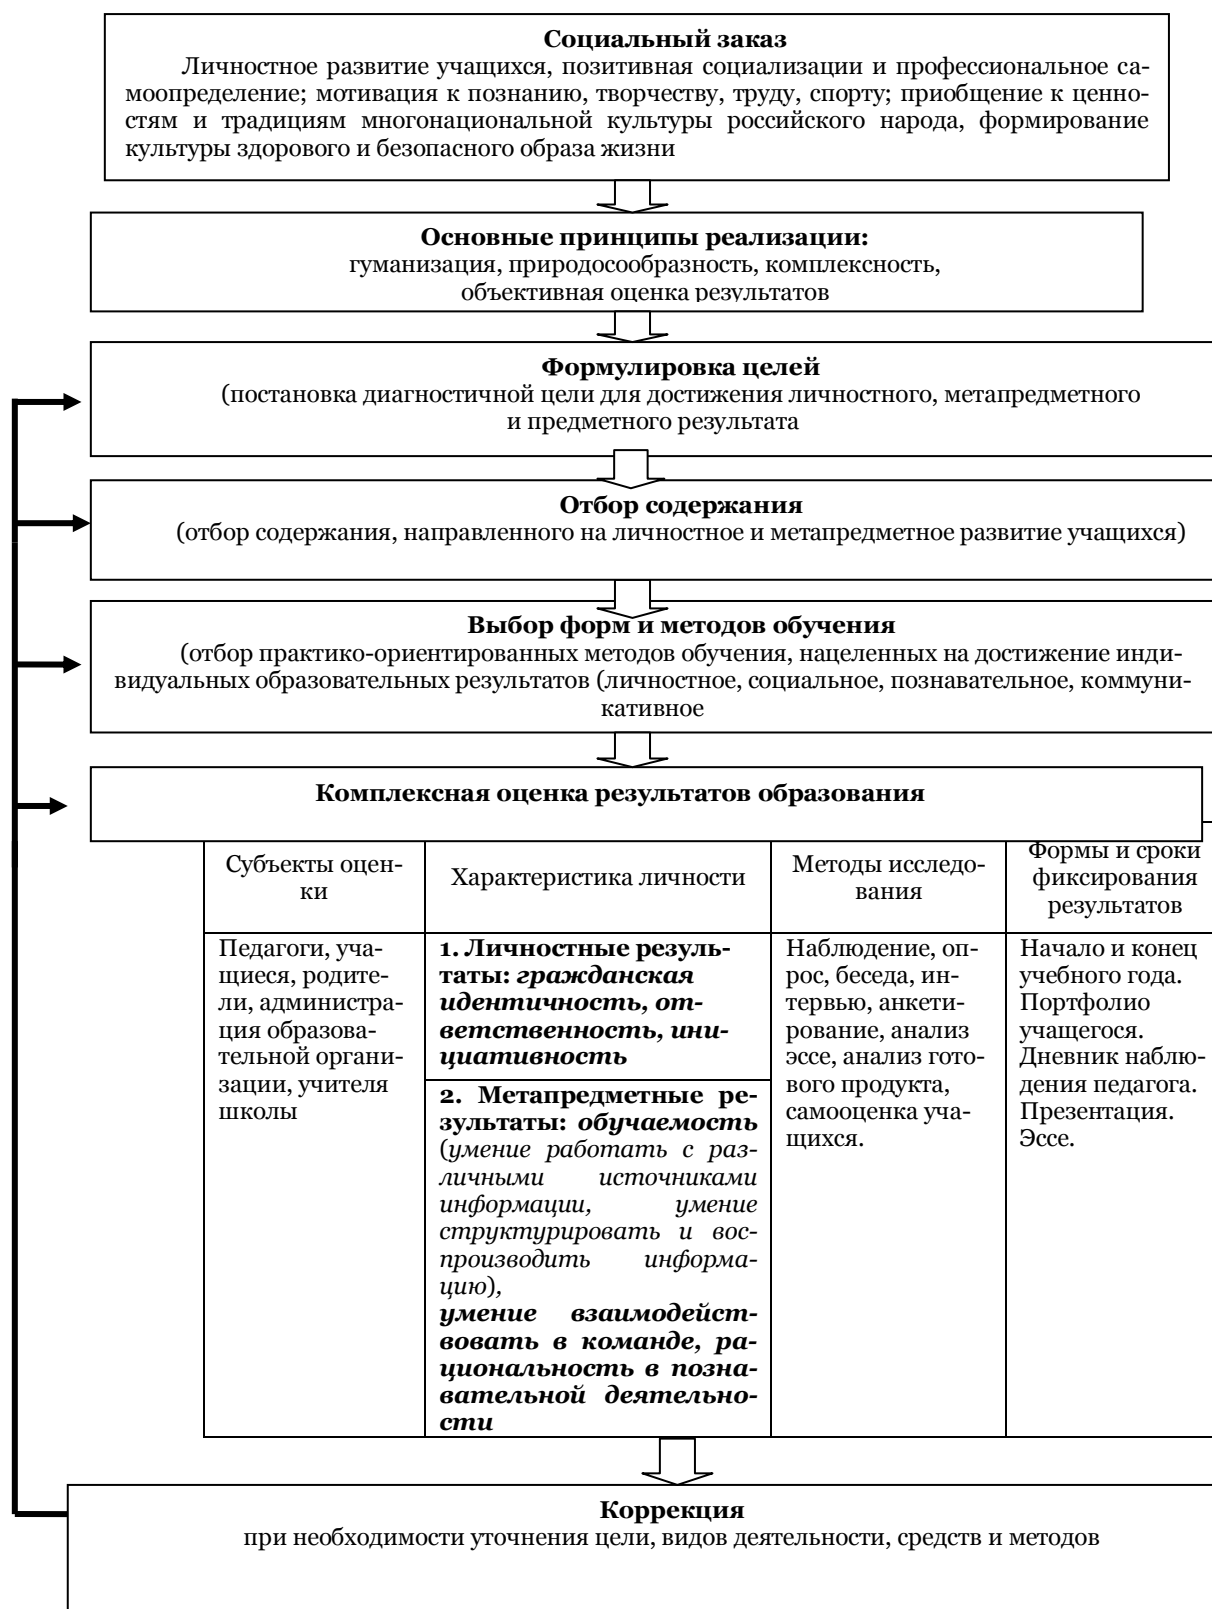 Социальный заказ
Личностное развитие учащихся, позитивная социализации и профессиональное са-
моопределение; мотивация к познанию, творчеству, труду, спорту; приобщение к ценно-
стям и традициям многонациональной культуры российского народа, формирование
культуры здорового и безопасного образа жизни
Основные принципы реализации:
гуманизация, природосообразность, комплексность,
объективная оценка результатов
Формулировка целей
(постановка диагностичной цели для достижения личностного, метапредметного
и предметного результата
Отбор содержания
(отбор содержания, направленного на личностное и метапредметное развитие учащихся)
Выбор форм и методов обучения
(отбор практико-ориентированных методов обучения, нацеленных на достижение инди-
видуальных образовательных результатов (личностное, социальное, познавательное, коммуни-
кативное
Комплексная оценка результатов образования
Субъекты оцен-
ки
Характеристика личности
Методы исследо-
вания
Формы и сроки
фиксирования
результатов
Педагоги, уча-
щиеся, родите-
ли, администра-
ция образова-
тельной органи-
зации, учителя
школы
1. Личностные резуль-
таты: гражданская
идентичность, от-
ветственность, ини-
циативность
2. Метапредметные ре-
зультаты: обучаемость
(умение работать с раз-
личными источниками
информации, умение
структурировать и вос-
производить информа-
цию),
умение взаимодейст-
вовать в команде, ра-
циональность в позна-
вательной деятельно-
сти
Наблюдение, оп-
рос, беседа, ин-
тервью, анкети-
рование, анализ
эссе, анализ гото-
вого продукта,
самооценка уча-
щихся.
Начало и конец
учебного года.
Портфолио
учащегося.
Дневник наблю-
дения педагога.
Презентация.
Эссе.
Коррекция
при необходимости уточнения цели, видов деятельности, средств и методов